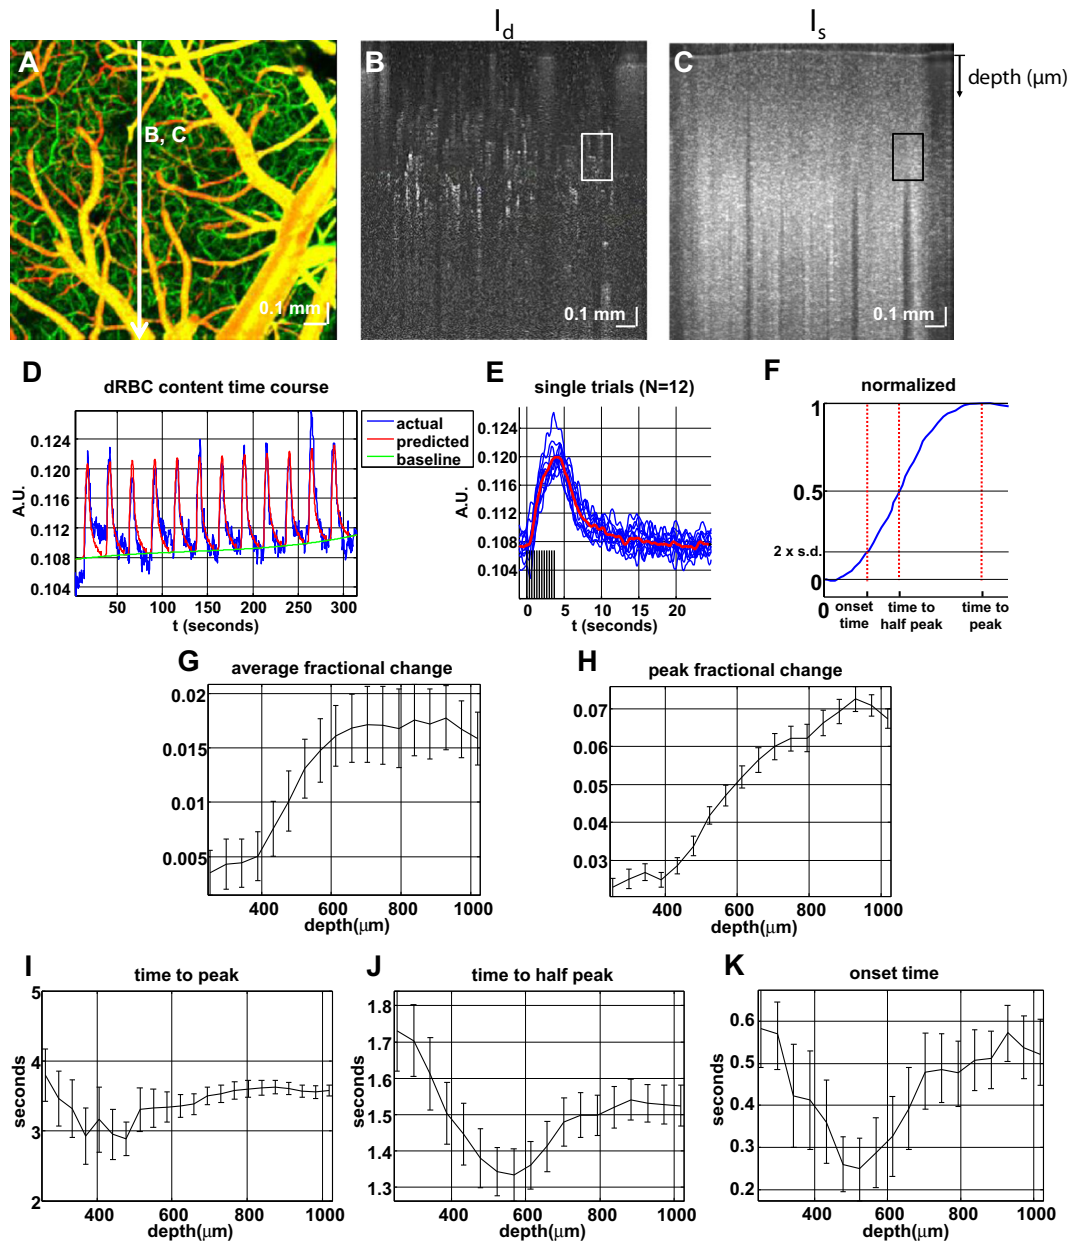 I_d
I_s
A
B, C
0.1 mm
B
0.1 mm
C
0.1 mm
depth (μm)
D
dRBC content time course
A.U.
0.124
0.120
0.116
0.112
0.108
0.104
50 100 150 200 250 300
t (seconds)
actual
predicted
baseline
E
single trials (N=12)
A.U.
0.124
0.120
0.116
0.112
0.108
0.104
0 5 10 15 20
t (seconds)
F
normalized
1
0.5
2 x s.d.
0
0
onset time
time to half peak
time to peak
G
average fractional change
0.02
0.015
0.01
0.005
400 600 800 1000
depth(μm)
H
peak fractional change
0.07
0.06
0.05
0.04
0.03
400 600 800 1000
depth(μm)
I
time to peak
seconds
5
4
3
2
400 600 800 1000
depth(μm)
J
time to half peak
seconds
1.8
1.7
1.6
1.5
1.4
1.3
400 600 800 1000
depth(μm)
K
onset time
seconds
0.6
0.5
0.4
0.3
0.2
400 600 800 1000
depth(μm)